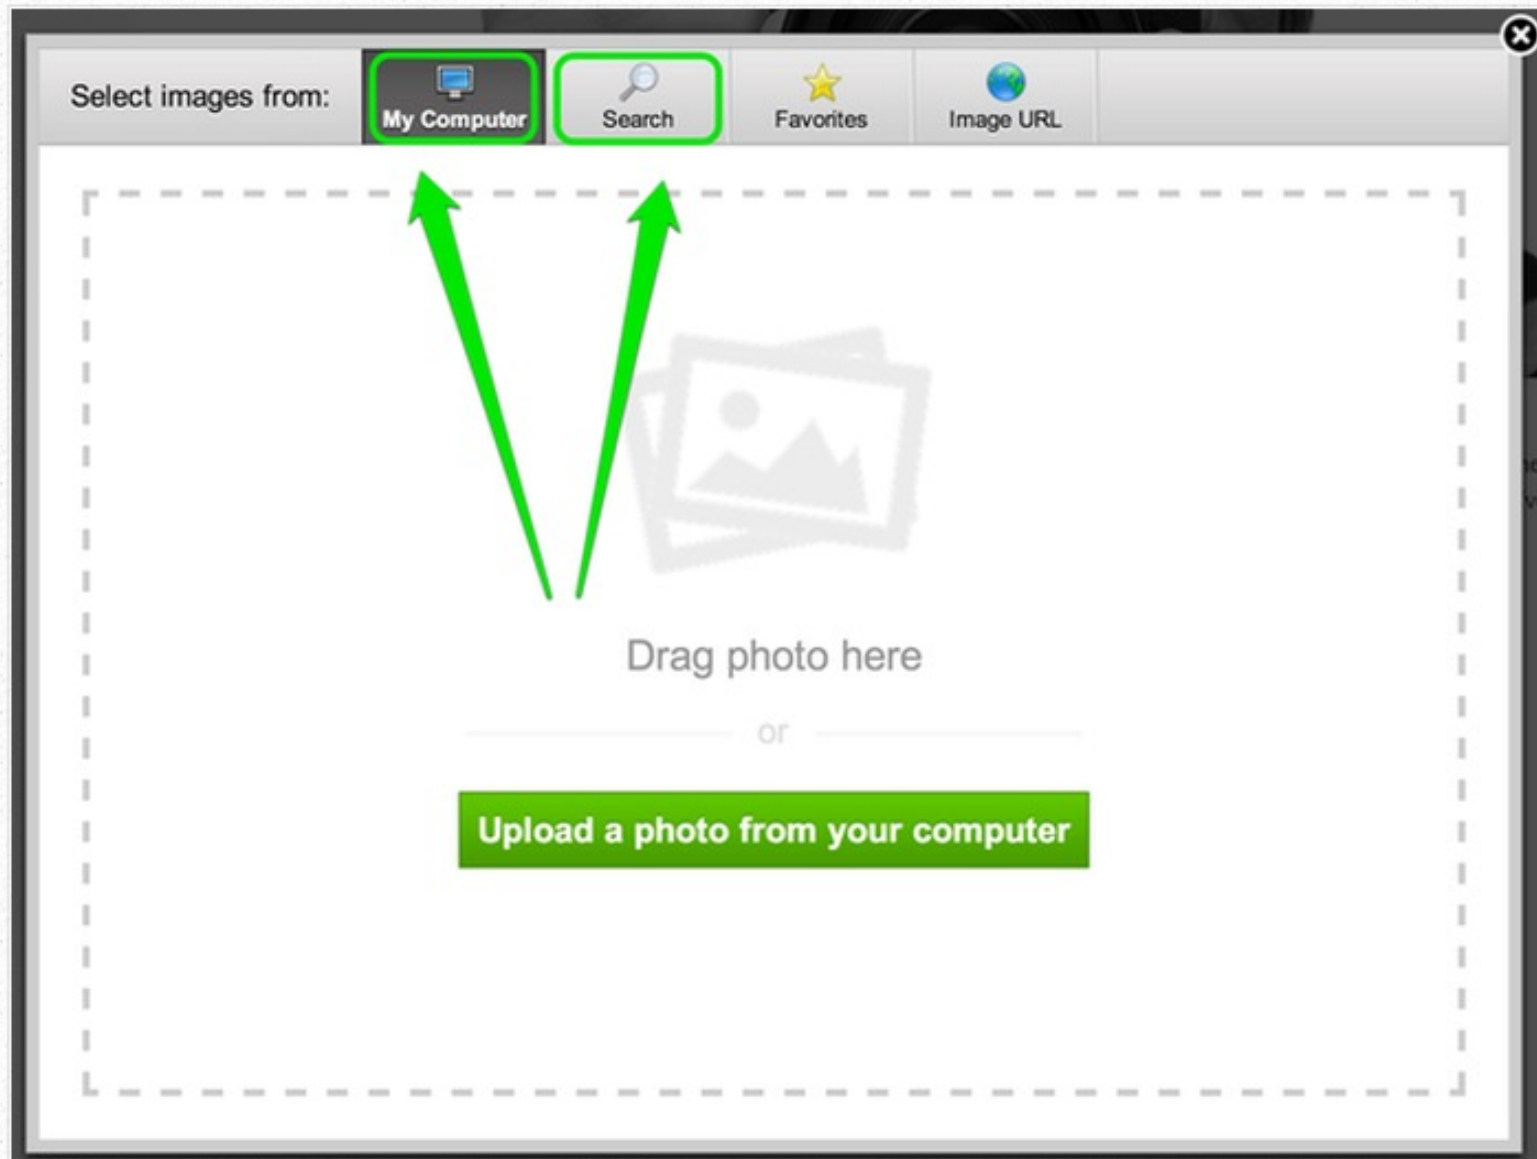 Select images from:
My Computer
Search
Favorites
Image URL
Drag photo here
or
Upload a photo from your computer